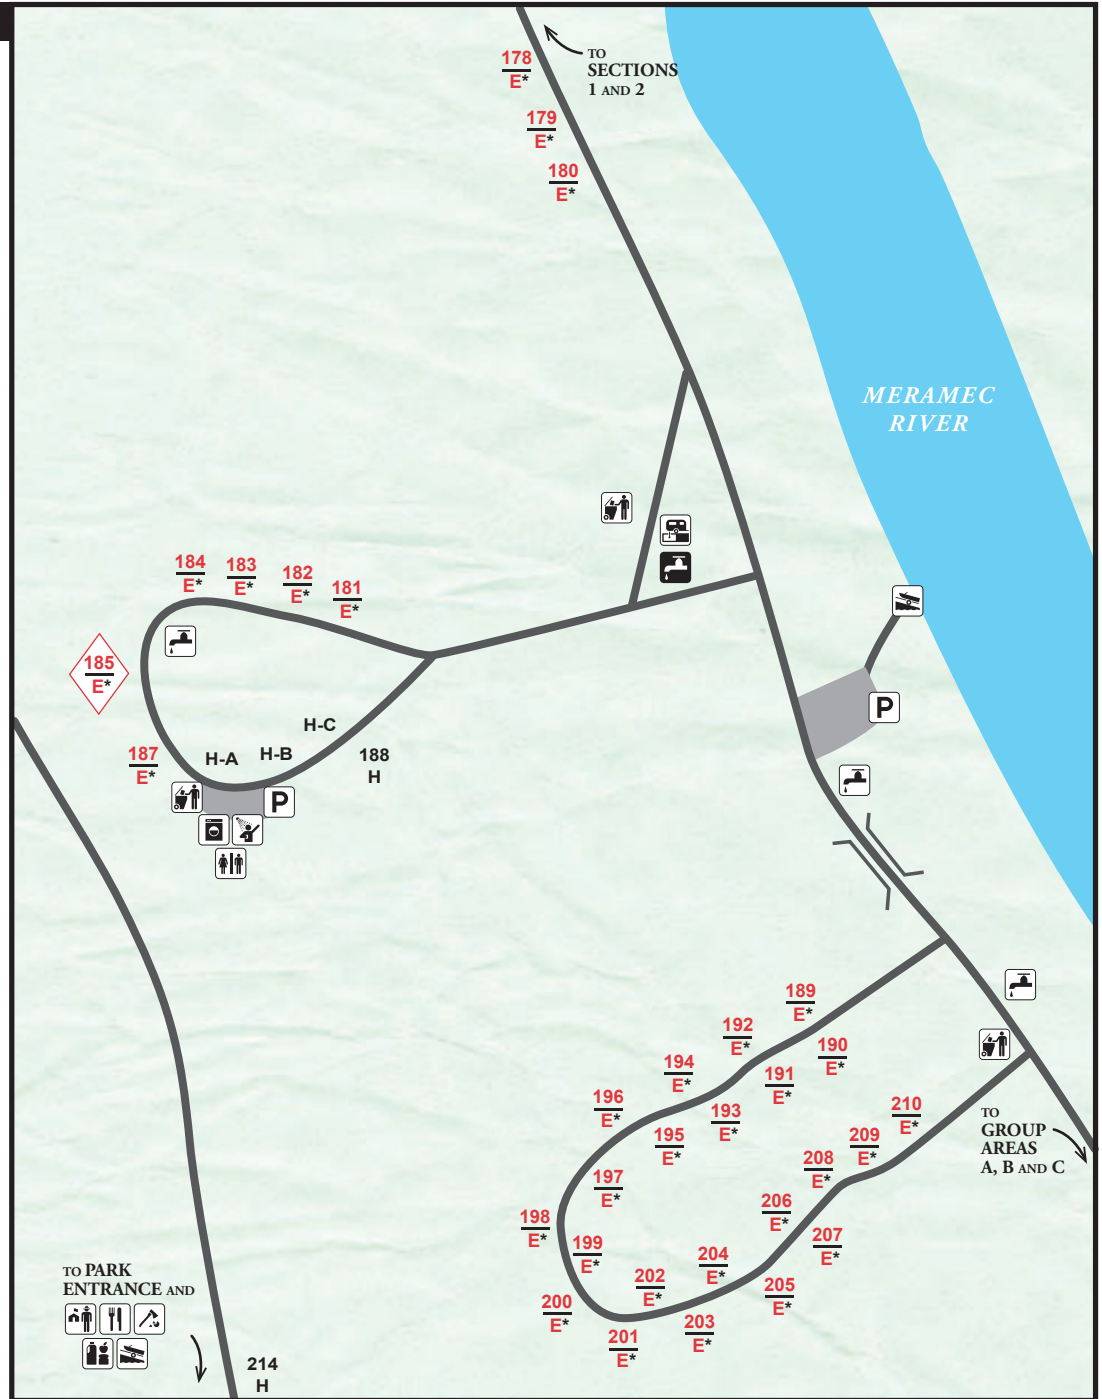 178
E*
TO
SECTIONS
1 AND 2
179
E*
180
E*
MERAMEC
RIVER
184
E*
183
E*
182
E*
181
E*
185
E*
P
H-C
H-B
H-A
187
E*
188
H
P
189
E*
192
E*
190
E*
194
E*
191
E*
196
E*
193
E*
210
E*
TO
GROUP
AREAS
A, B AND C
195
E*
209
E*
208
E*
197
E*
206
E*
198
E*
199
E*
207
E*
204
E*
202
E*
205
E*
TO PARK
ENTRANCE AND
200
E*
203
E*
201
E*
214
H